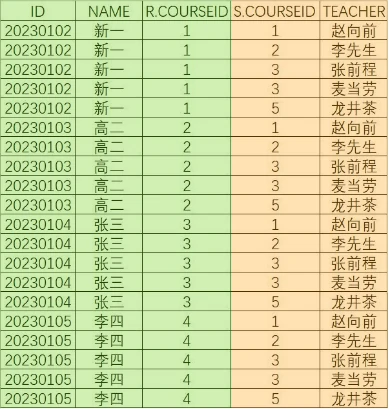 ID NAME R.COURSEID S.COURSEID TEACHER
20230102 新一 1 1 赵向前
20230102 新一 1 2 李先生
20230102 新一 1 3 张前程
20230102 新一 1 3 麦当劳
20230102 新一 1 5 龙井茶
20230103 高二 2 1 赵向前
20230103 高二 2 2 李先生
20230103 高二 2 3 张前程
20230103 高二 2 3 麦当劳
20230103 高二 2 5 龙井茶
20230104 张三 3 1 赵向前
20230104 张三 3 2 李先生
20230104 张三 3 3 张前程
20230104 张三 3 3 麦当劳
20230104 张三 3 5 龙井茶
20230105 李四 4 1 赵向前
20230105 李四 4 2 李先生
20230105 李四 4 3 张前程
20230105 李四 4 3 麦当劳
20230105 李四 4 5 龙井茶